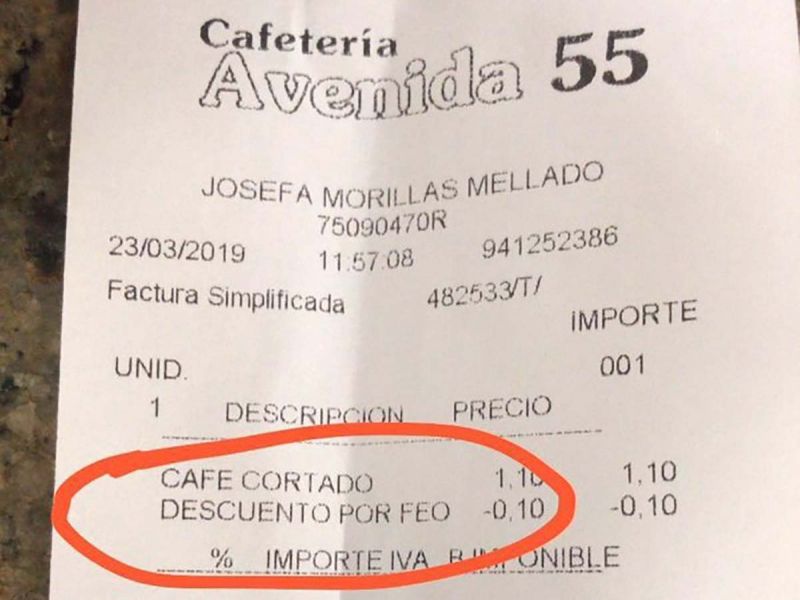 Cafetería
Avenida 55
JOSEFA MORILLAS MELLADO
75090470R
23/03/2019 11:57:08 941252386
Factura Simplificada 482533/T/
IMPORTE
UNID. 001
1 DESCRIPCION PRECIO
CAFE CORTADO 1,10 1,10
DESCUENTO POR FEO -0,10 -0,10
% IMPORTE IVA B.IMPONIBLE